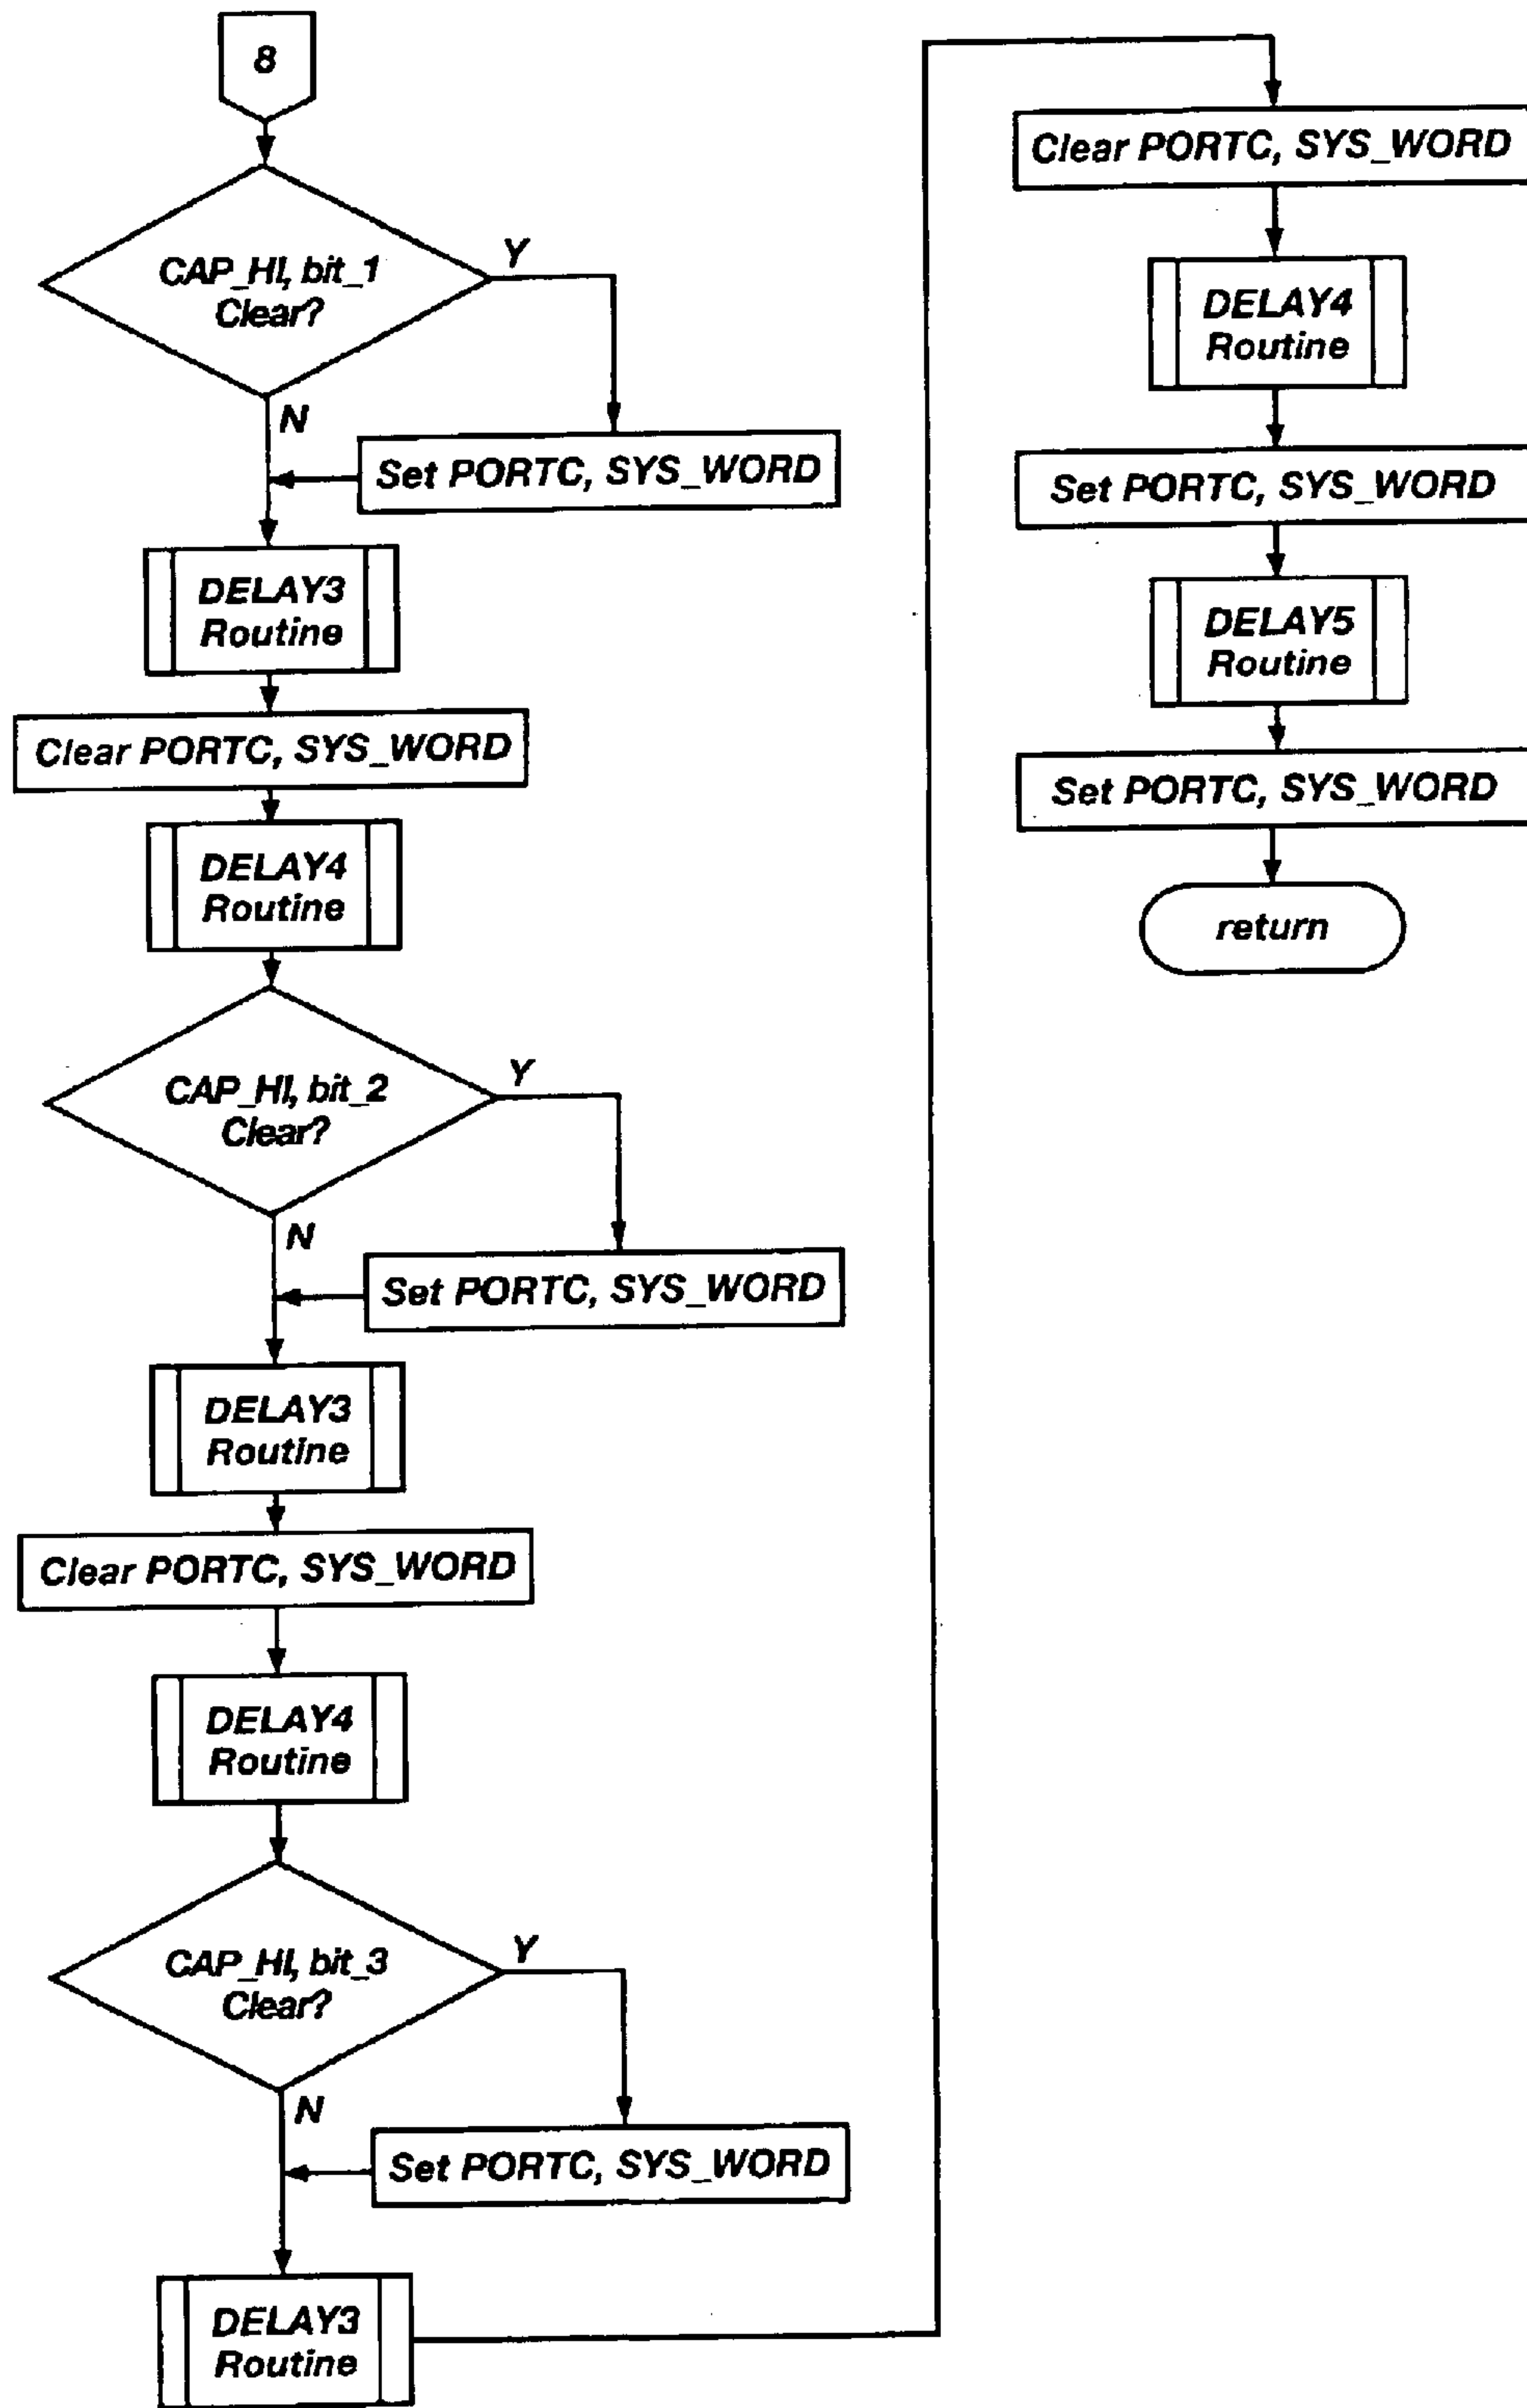 8
CAP_HI, bit_1
Clear?
Y
N
Set PORTC, SYS_WORD
DELAY3
Routine
Clear PORTC, SYS_WORD
DELAY4
Routine
CAP_HI, bit_2
Clear?
Y
N
Set PORTC, SYS_WORD
DELAY3
Routine
Clear PORTC, SYS_WORD
DELAY4
Routine
CAP_HI, bit_3
Clear?
Y
N
Set PORTC, SYS_WORD
DELAY3
Routine
Clear PORTC, SYS_WORD
DELAY4
Routine
Set PORTC, SYS_WORD
DELAY5
Routine
Set PORTC, SYS_WORD
return